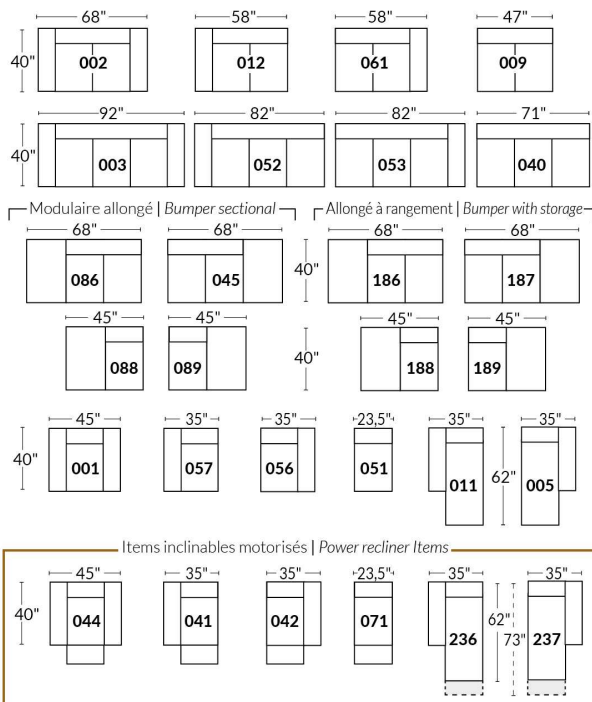 68" 58" 58" 47"
40" 002 012 061 009
92" 82" 82" 71"
40" 003 052 053 040
Modulaire allongé | Bumper sectional Allongé à rangement | Bumper with storage
68" 68" 68" 68"
086 045 40" 186 187
45" 45" 45" 45"
088 089 40" 188 189
45" 35" 35" 23,5" 35" 35"
40" 001 057 056 051 011 62" 005
Items inclinables motorisés | Power recliner Items
45" 35" 35" 23,5" 35" 35"
40" 044 041 042 071 236 62" 73" 237